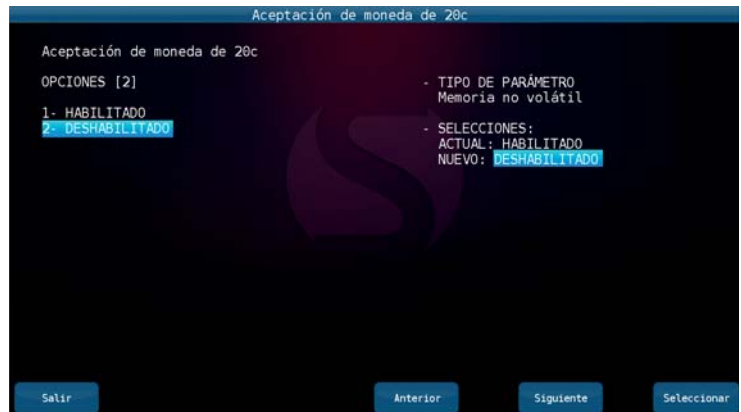 Aceptación de moneda de 20c
Aceptación de moneda de 20c
OPCIONES [2]
1- HABILITADO
2- DESHABILITADO
- TIPO DE PARÁMETRO
Memoria no volátil
- SELECCIONES:
ACTUAL: HABILITADO
NUEVO: DESHABILITADO
Salir
Anterior
Siguiente
Seleccionar